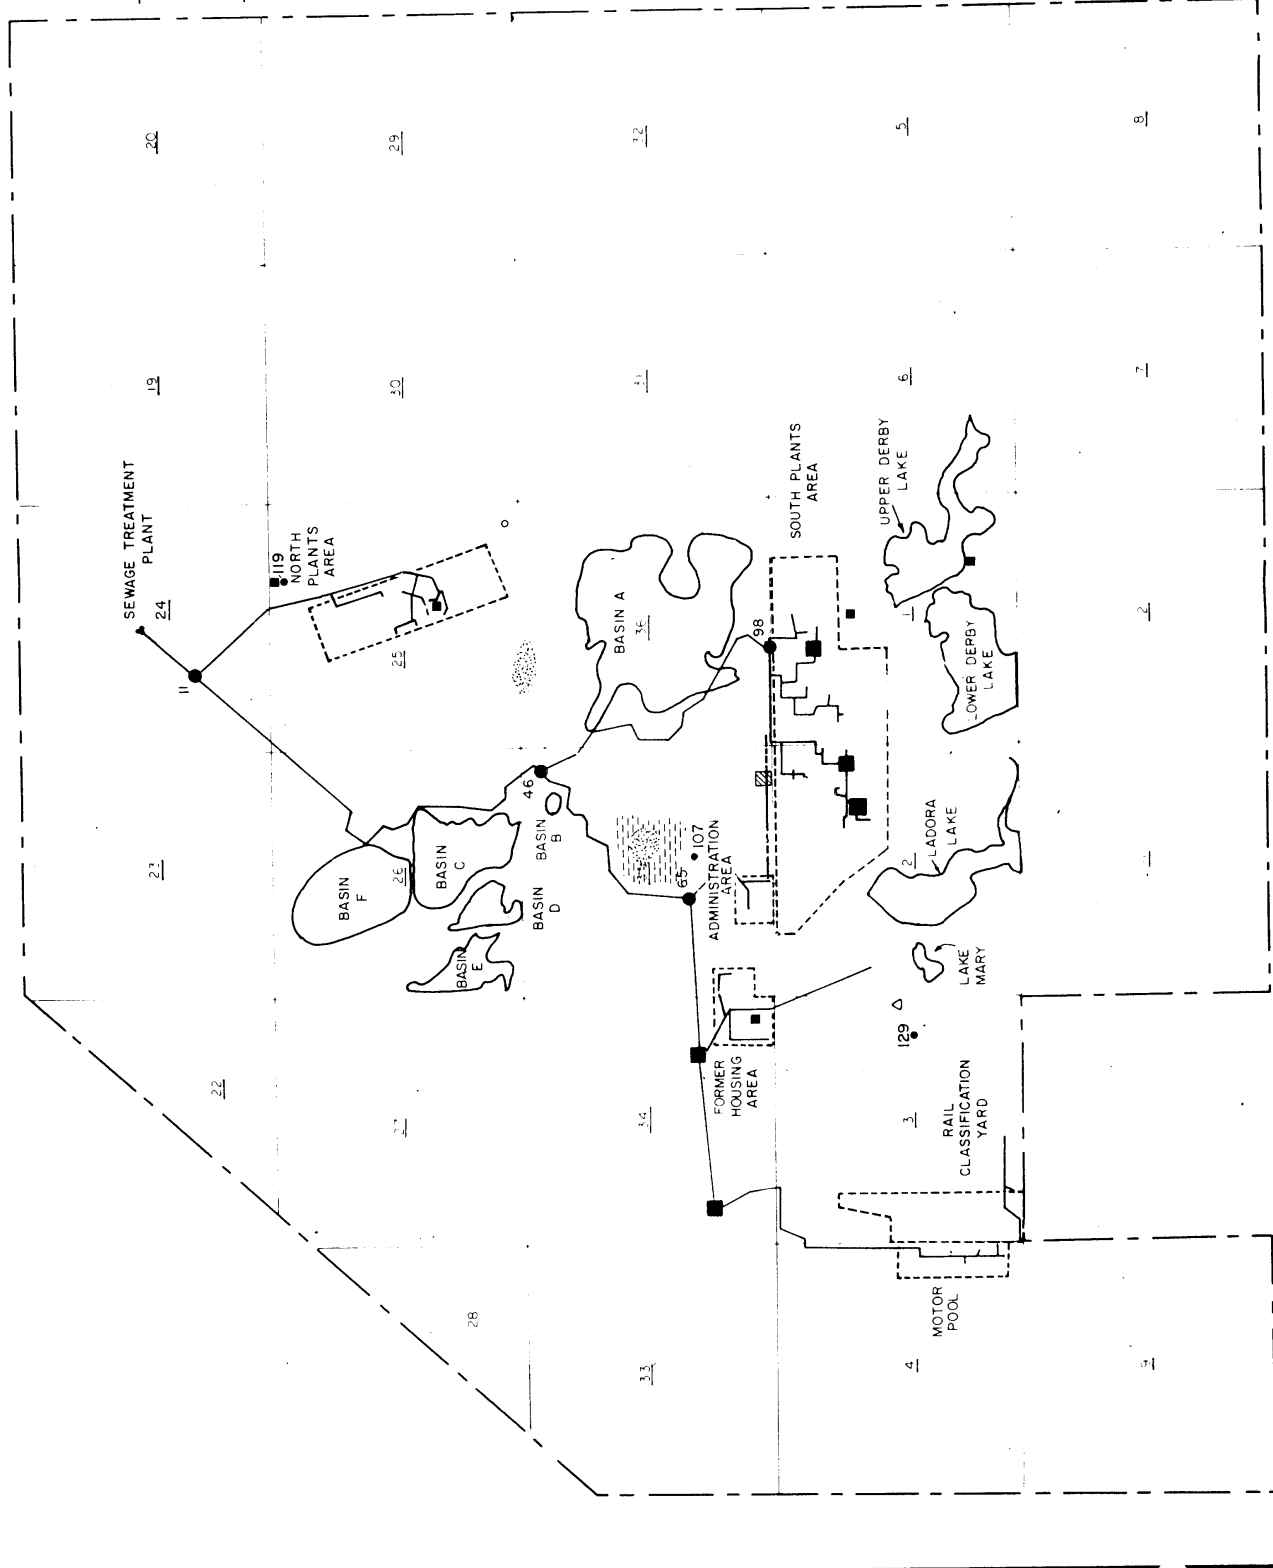 20
29
32
5
8
19
30
31
6
7
SEWAGE TREATMENT
PLANT
24
11
119
NORTH
PLANTS
AREA
25
BASIN A
36
SOUTH PLANTS
AREA
98
UPPER DERBY
LAKE
1
LOWER DERBY
LAKE
2
23
BASIN
F
26
BASIN
C
46
BASIN
B
BASIN
D
BASIN
E
107
65
ADMINISTRATION
AREA
2
LADORA
LAKE
LAKE
MARY
22
27
34
FORMER
HOUSING
AREA
129
3
RAIL
CLASSIFICATION
YARD
28
33
MOTOR
POOL
4
9